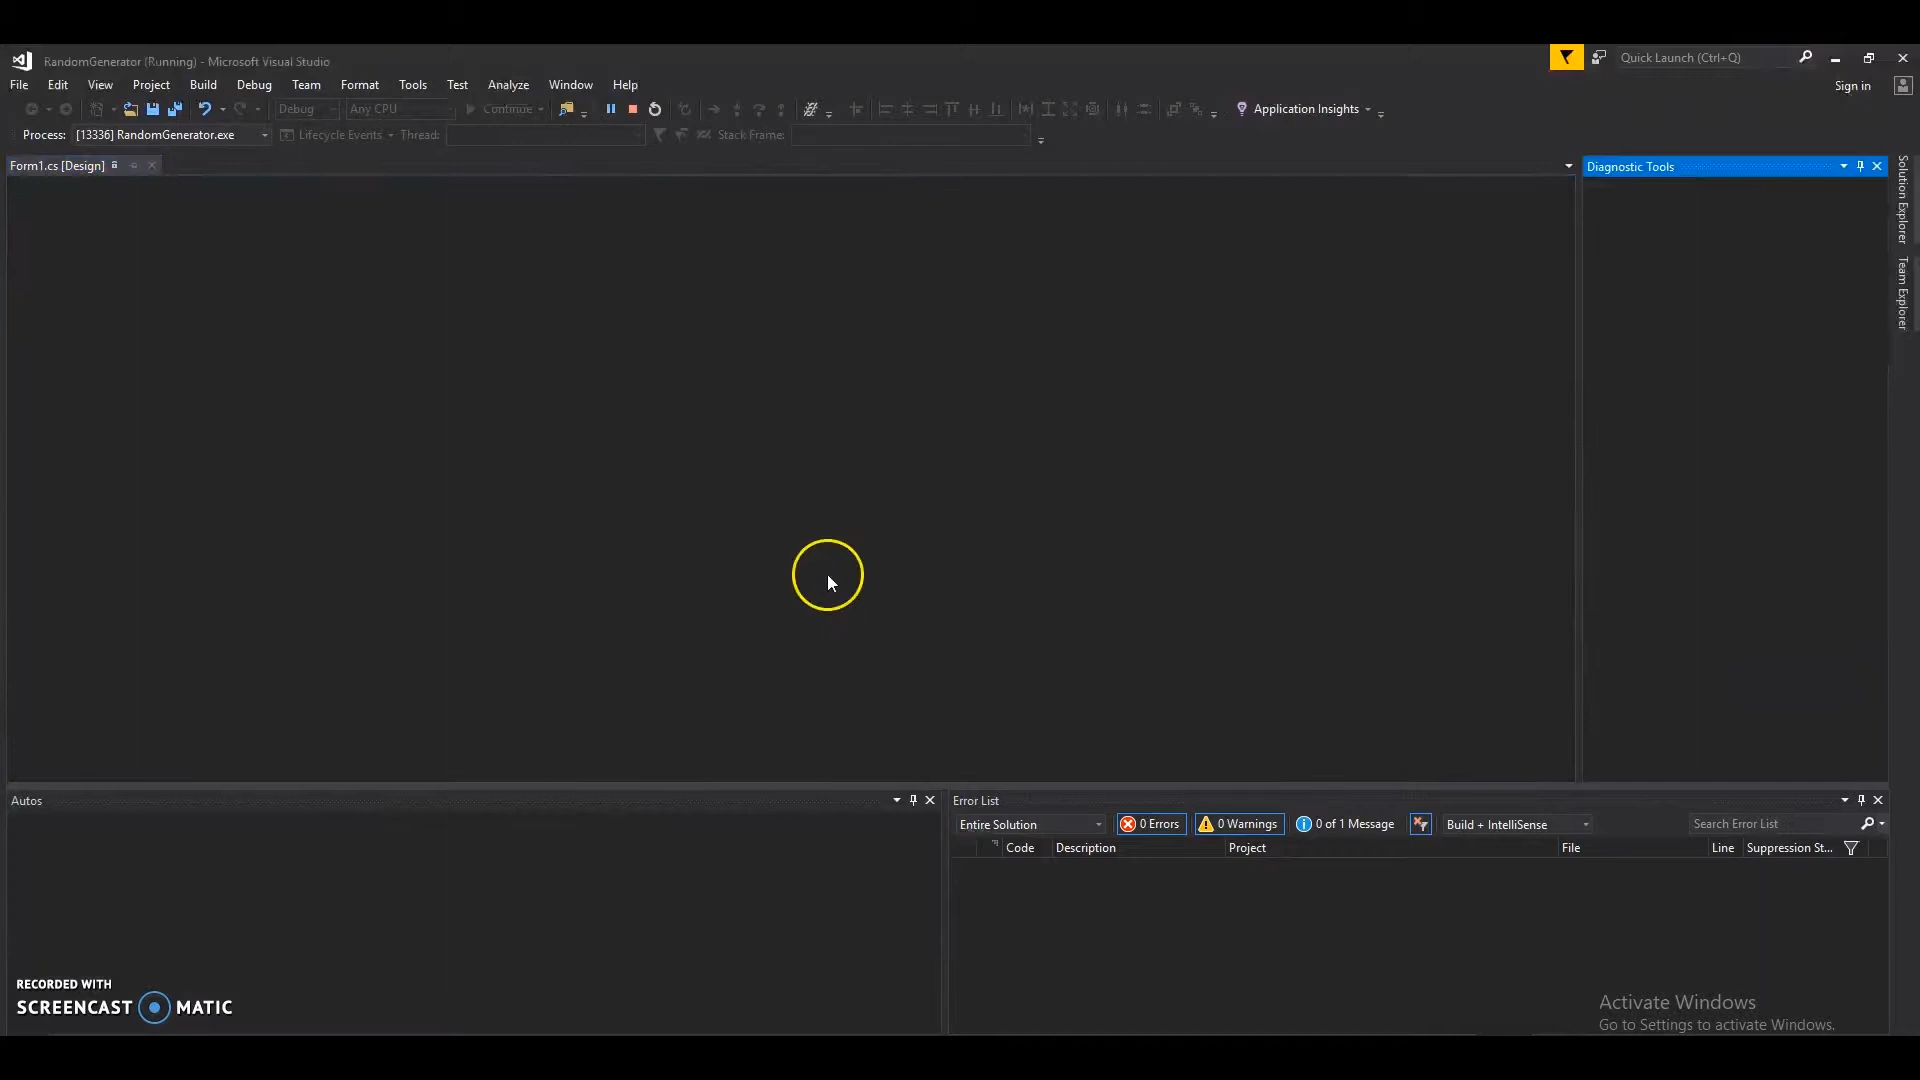 RandomGenerator (Running) - Microsoft Visual Studio
Quick Launch (Ctrl+Q)
File Edit View Project Build Debug Team Format Tools Test Analyze Window Help
Sign in
Debug Any CPU Continue Application Insights
Process: [13336] RandomGenerator.exe Lifecycle Events Thread: Stack Frame:
Form1.cs [Design]
Diagnostic Tools
Solution Explorer
Team Explorer
Autos
Error List
Entire Solution 0 Errors 0 Warnings 0 of 1 Message Build + IntelliSense Search Error List
Code Description Project File Line Suppression St...
RECORDED WITH
SCREENCAST MATIC
Activate Windows
Go to Settings to activate Windows.